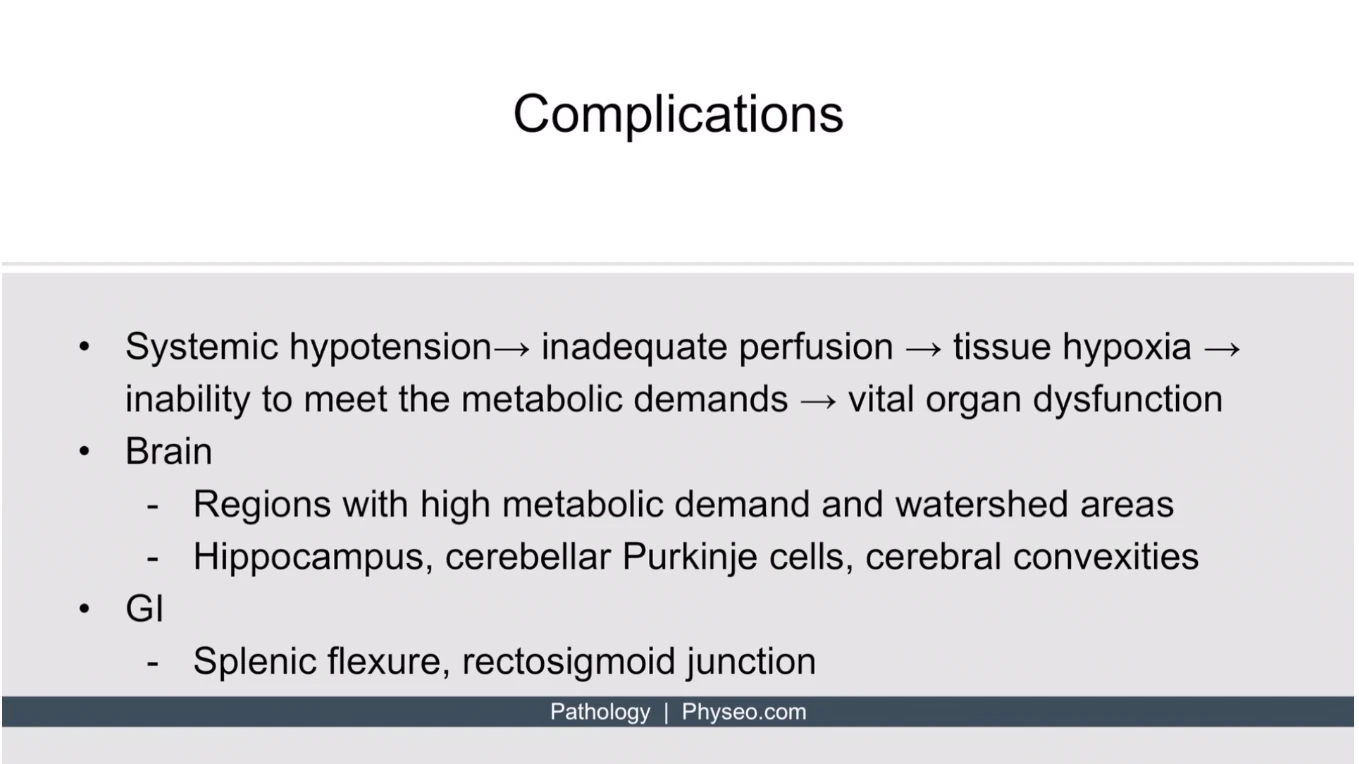 Complications
• Systemic hypotension→ inadequate perfusion → tissue hypoxia →
inability to meet the metabolic demands → vital organ dysfunction
• Brain
- Regions with high metabolic demand and watershed areas
- Hippocampus, cerebellar Purkinje cells, cerebral convexities
• GI
- Splenic flexure, rectosigmoid junction
Pathology | Physeo.com